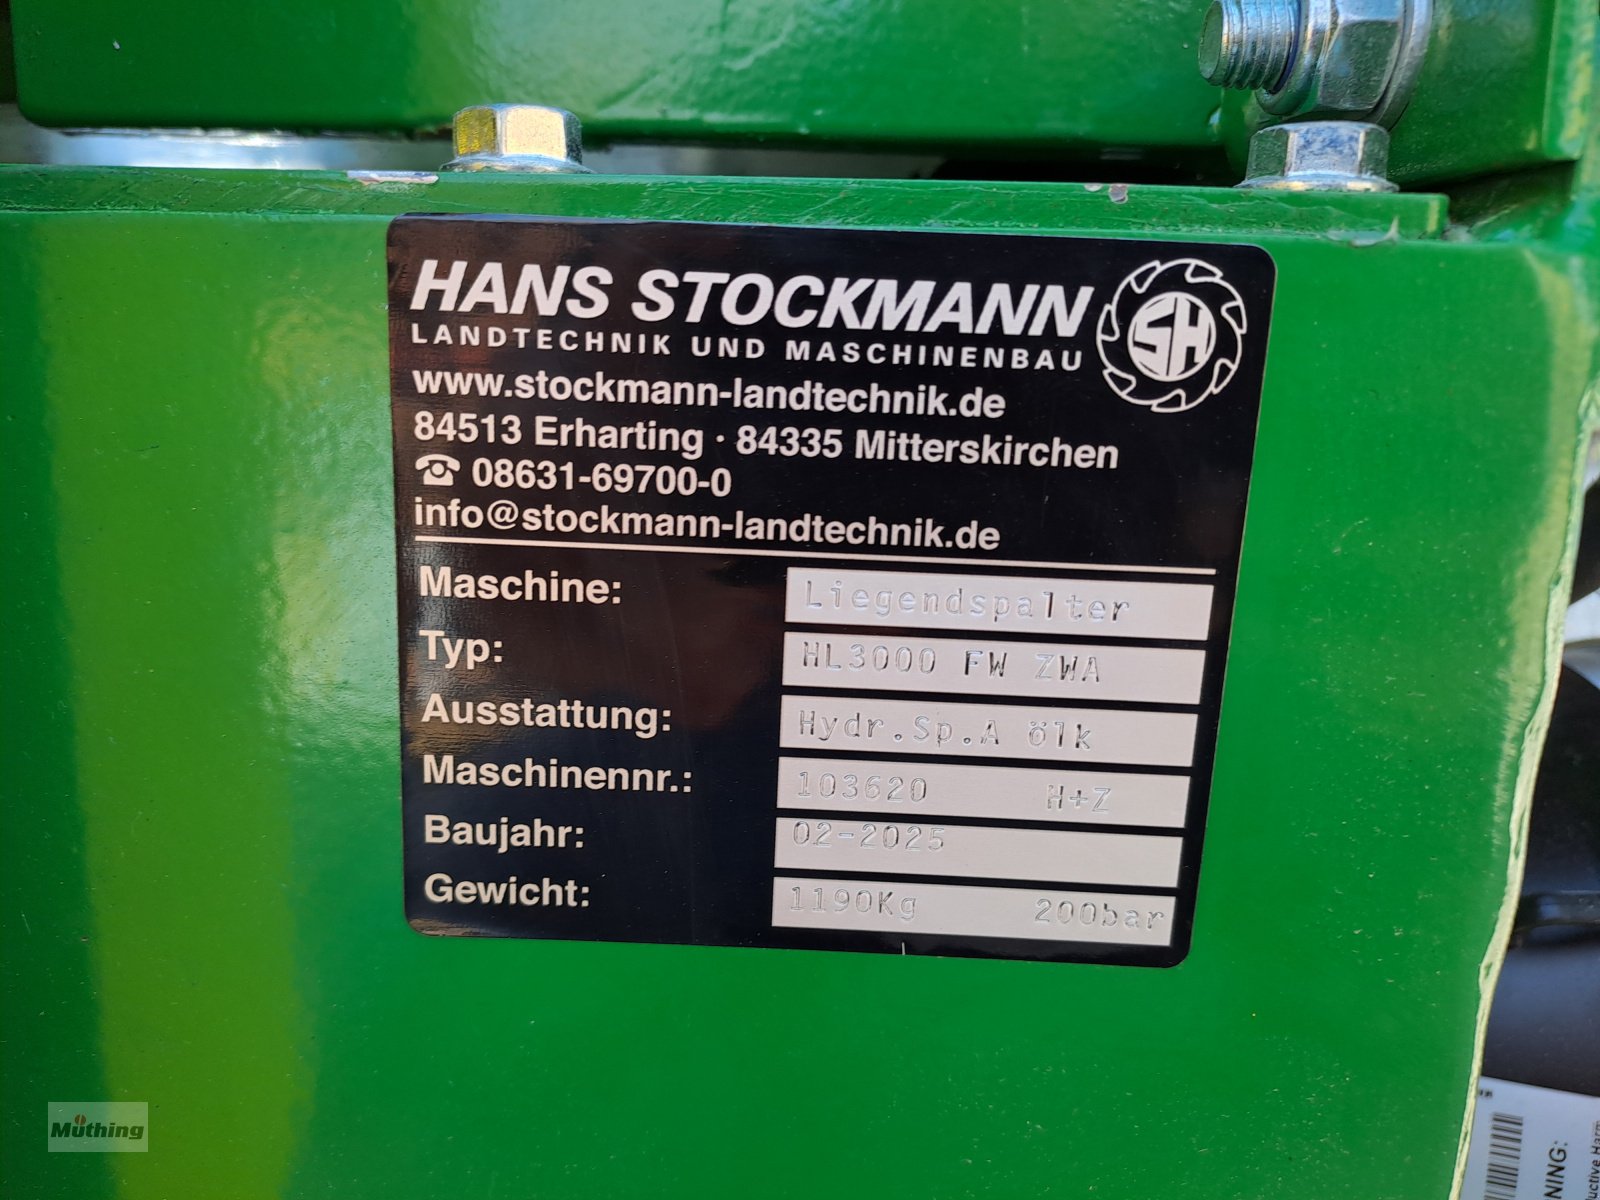 HANS STOCKMANN
SH
LANDTECHNIK UND MASCHINENBAU
www.stockmann-landtechnik.de
84513 Erharting · 84335 Mitterskirchen
☎ 08631-69700-0
info@stockmann-landtechnik.de
Maschine: Liegendspalter
Typ: HL3000 FW ZWA
Ausstattung: Hydr.Sp.A ölk
Maschinennr.: 103620 H+Z
Baujahr: 02-2025
Gewicht: 1190Kg 200bar
Müthing
NING: